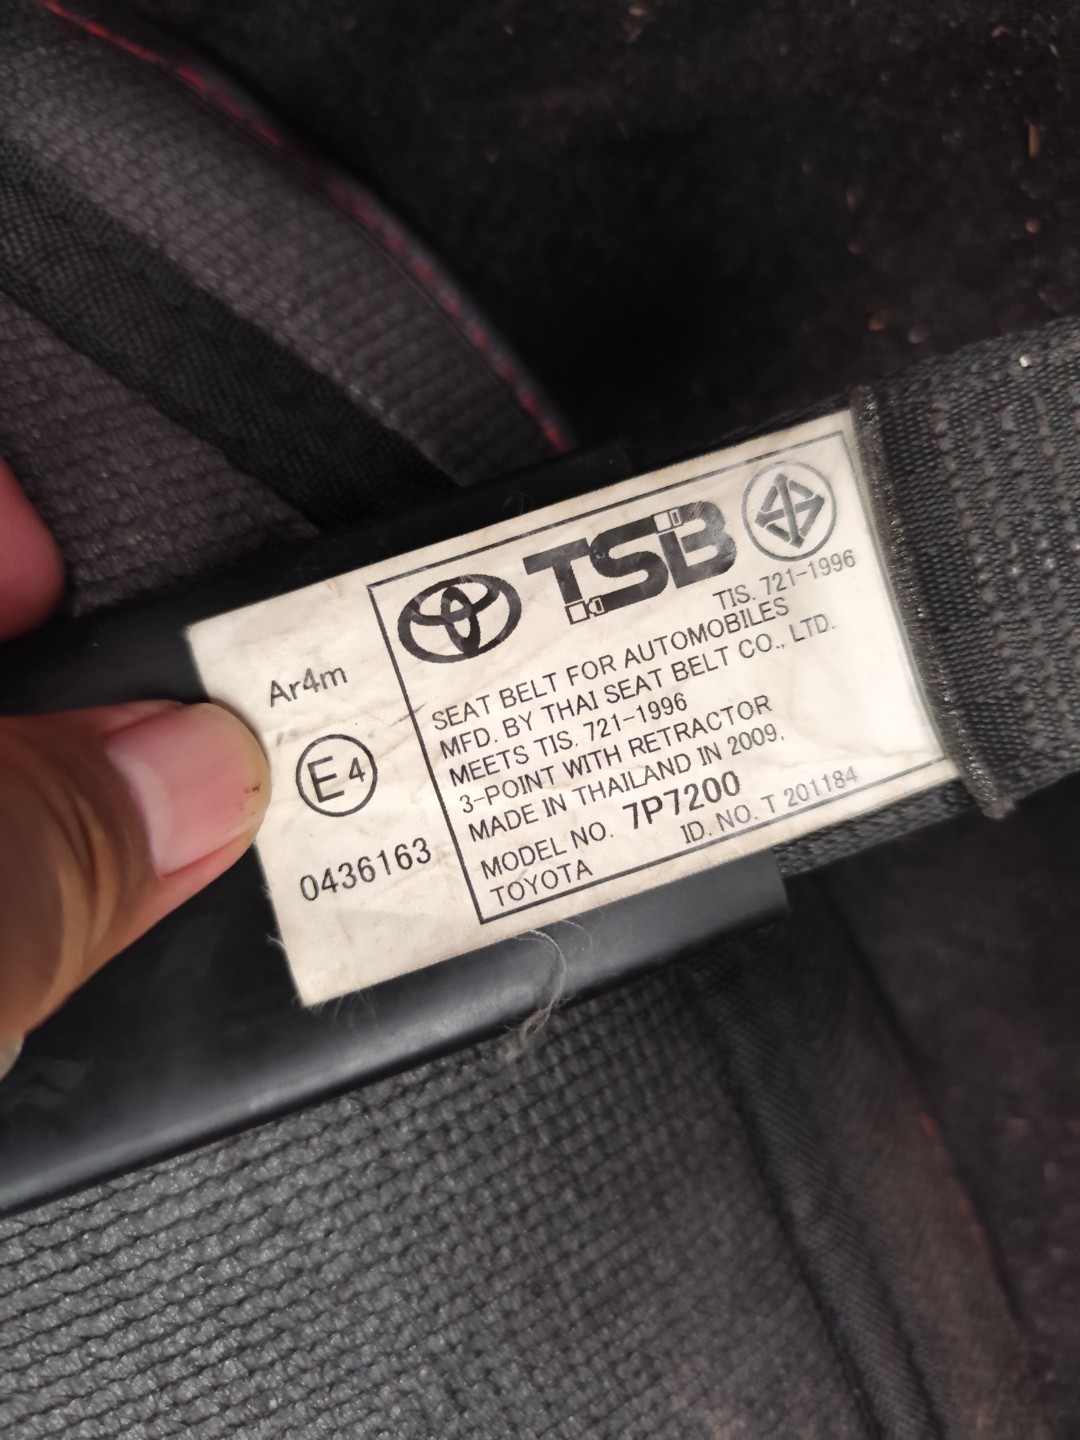 Ar4m
E4
0436163
TSB
TIS. 721-1996
SEAT BELT FOR AUTOMOBILES
MFD. BY THAI SEAT BELT CO., LTD.
MEETS TIS. 721-1996
3-POINT WITH RETRACTOR
MADE IN THAILAND IN 2009.
MODEL NO. 7P7200
TOYOTA ID. NO. T 201184